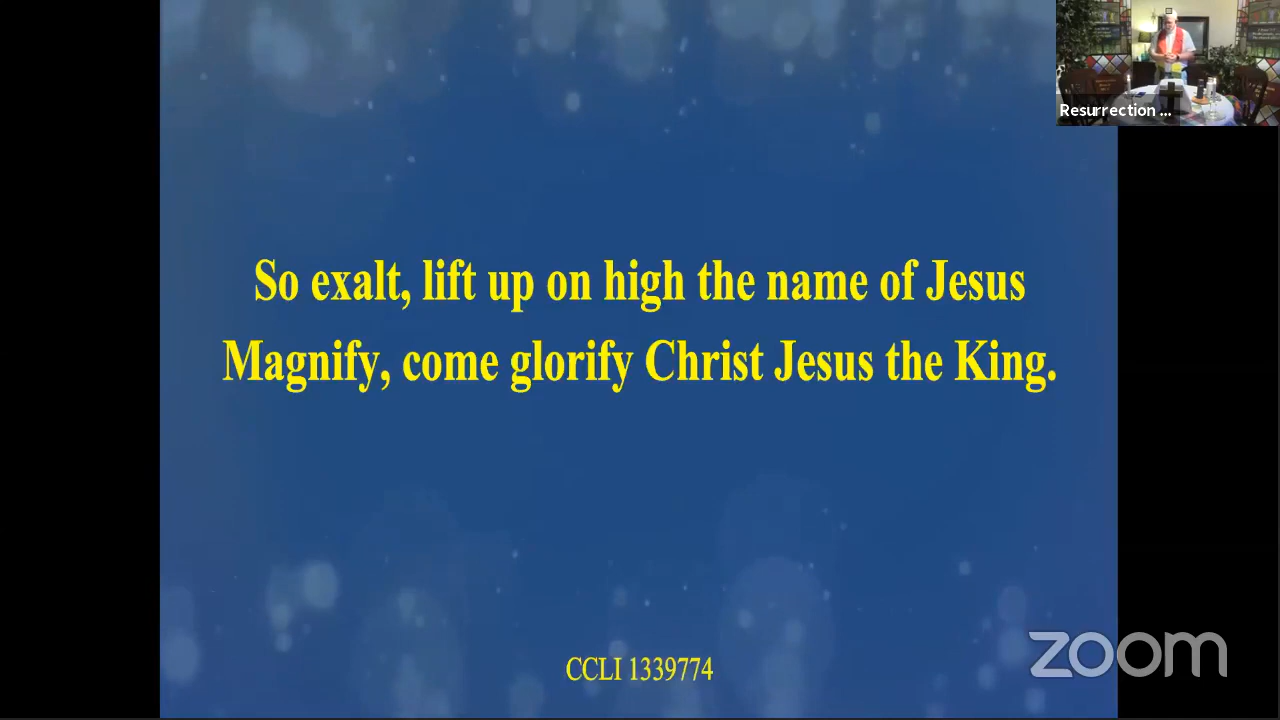 Resurrection ...
So exalt, lift up on high the name of Jesus
Magnify, come glorify Christ Jesus the King.
CCLI 1339774
zoom